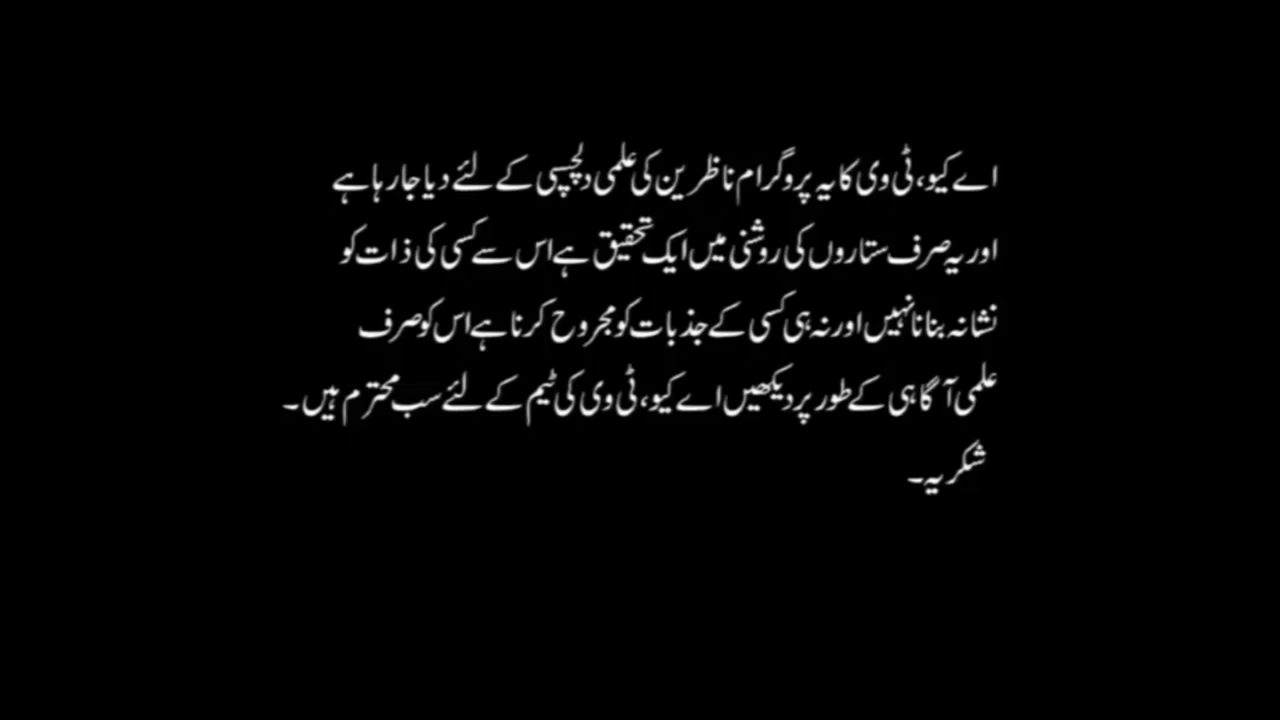 اے کیو، ٹی وی کا یہ پروگرام ناظرین کی علمی دلچسپی کے لئے دیا جا رہا ہے
اور یہ صرف ستاروں کی روشنی میں ایک تحقیق ہے اس سے کسی کی ذات کو
نشانہ بنانا نہیں اور نہ ہی کسی کے جذبات کو مجروح کرنا ہے اس کو صرف
علمی آگاہی کے طور پر دیکھیں اے کیو، ٹی وی کی ٹیم کے لئے سب محترم ہیں۔
شکریہ۔